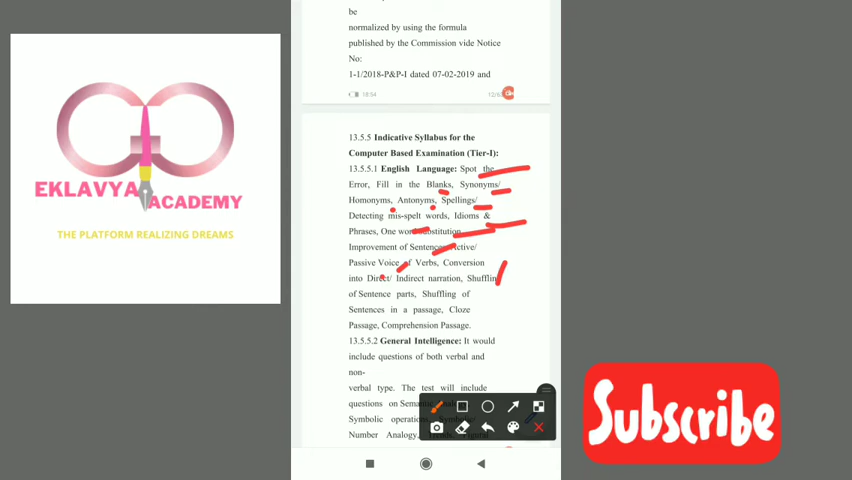 be
normalized by using the formula
published by the Commission vide Notice
No:
1-1/2018-P&P-I dated 07-02-2019 and
18:54
13.5.5 Indicative Syllabus for the
Computer Based Examination (Tier-I):
13.5.5.1 English Language: Spot the
Error, Fill in the Blanks, Synonyms/
Homonyms, Antonyms, Spellings/
Detecting mis-spelt words, Idioms &
Phrases, One word substitution,
Improvement of Sentences, Active/
Passive Voice of Verbs, Conversion
into Direct/ Indirect narration, Shuffling
of Sentence parts, Shuffling of
Sentences in a passage, Cloze
Passage, Comprehension Passage.
13.5.5.2 General Intelligence: It would
include questions of both verbal and
non-
verbal type. The test will include
questions on
Symbolic operations,
Number Analogy,
EKLAVYA
ACADEMY
THE PLATFORM REALIZING DREAMS
Subscribe